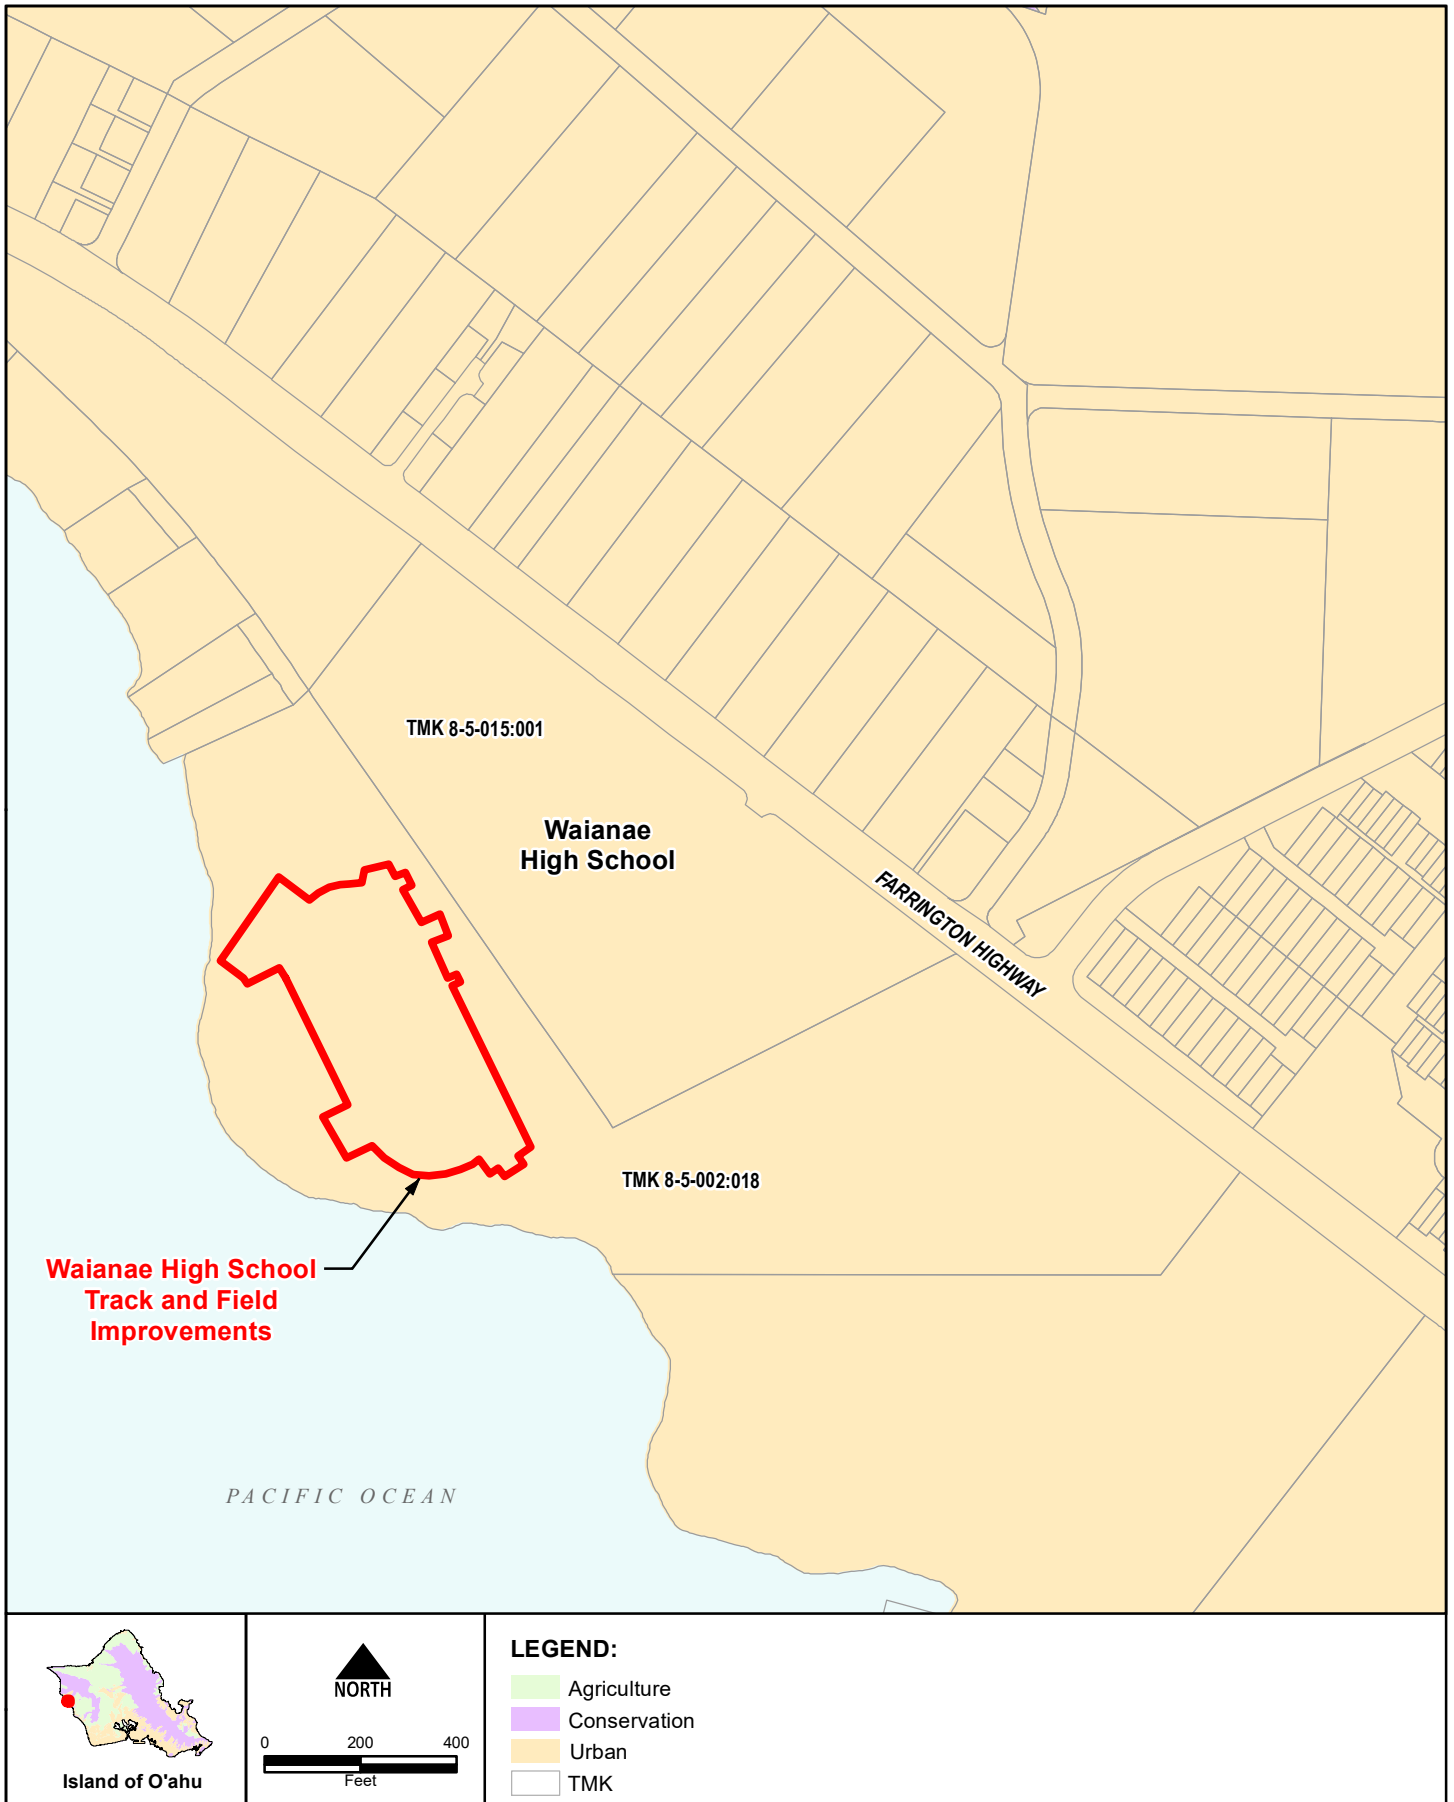 TMK 8-5-015:001
Waianae
High School
FARRINGTON HIGHWAY
TMK 8-5-002:018
Waianae High School
Track and Field
Improvements
PACIFIC OCEAN
Island of O'ahu
NORTH
0 200 400
Feet
LEGEND:
Agriculture
Conservation
Urban
TMK